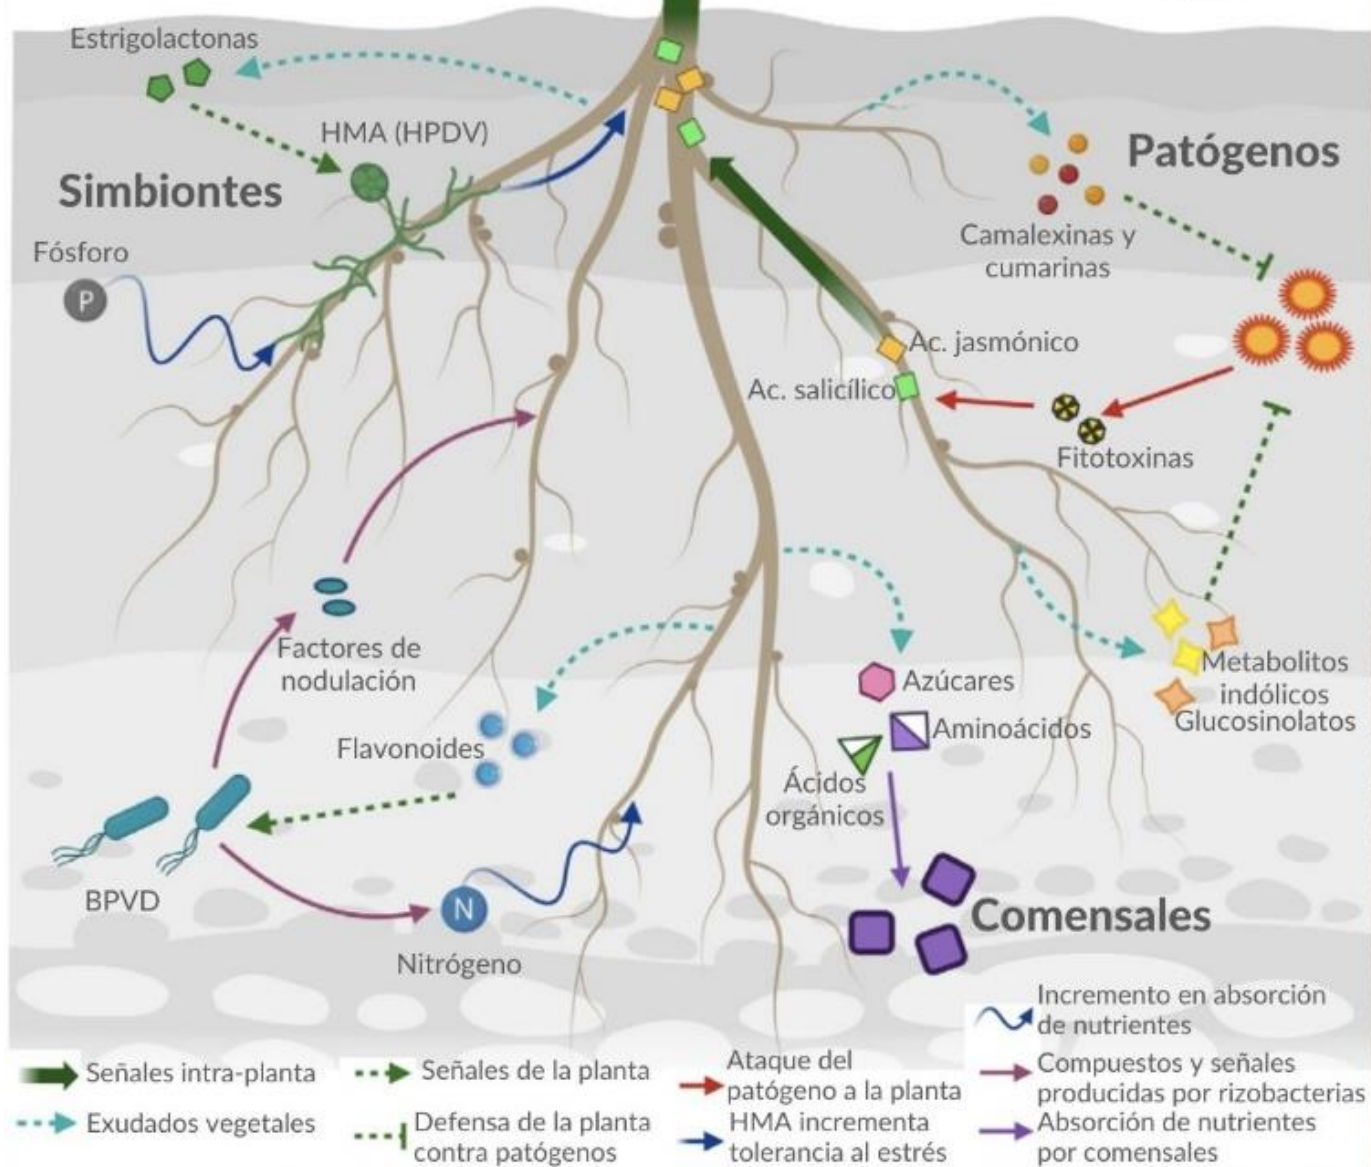 Estrigolactonas
HMA (HPDV)
Simbiontes
Fósforo
P
Patógenos
Camalexinas y
cumarinas
Ac. jasmónico
Ac. salicílico
Fitotoxinas
Factores de
nodulación
Flavonoides
BPVD
N
Nitrógeno
Azúcares
Aminoácidos
Ácidos
orgánicos
Metabolitos
indólicos
Glucosinolatos
Comensales
Señales intra-planta
Exudados vegetales
Señales de la planta
Defensa de la planta
contra patógenos
Ataque del
patógeno a la planta
HMA incrementa
tolerancia al estrés
Incremento en absorción
de nutrientes
Compuestos y señales
producidas por rizobacterias
Absorción de nutrientes
por comensales